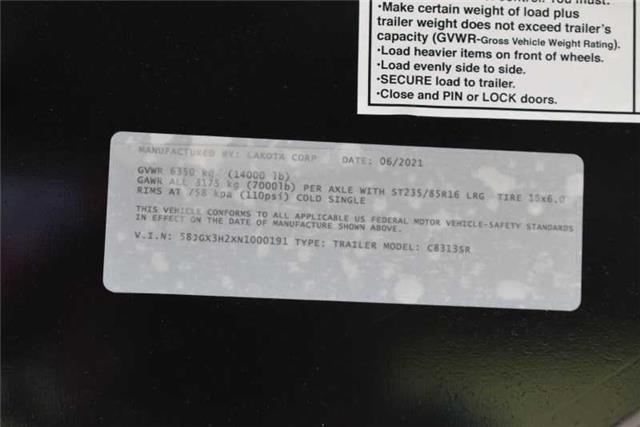 •Make certain weight of load plus
trailer weight does not exceed trailer's
capacity (GVWR-Gross Vehicle Weight Rating).
•Load heavier items on front of wheels.
•Load evenly side to side.
•SECURE load to trailer.
•Close and PIN or LOCK doors.
MANUFACTURED BY: LAKOTA CORP DATE: 06/2021
GVWR 6350 kg (14000 lb)
GAWR ALL 3175 kg (7000lb) PER AXLE WITH ST235/85R16 LRG TIRE 16x6.0
RIMS AT 758 kpa (110psi) COLD SINGLE
THIS VEHICLE CONFORMS TO ALL APPLICABLE US FEDERAL MOTOR VEHICLE-SAFETY STANDARDS
IN EFFECT ON THE DATE OF MANUFACTURE SHOWN ABOVE.
V.I.N: 58JGX3H2XN1000191 TYPE: TRAILER MODEL: C8313SR